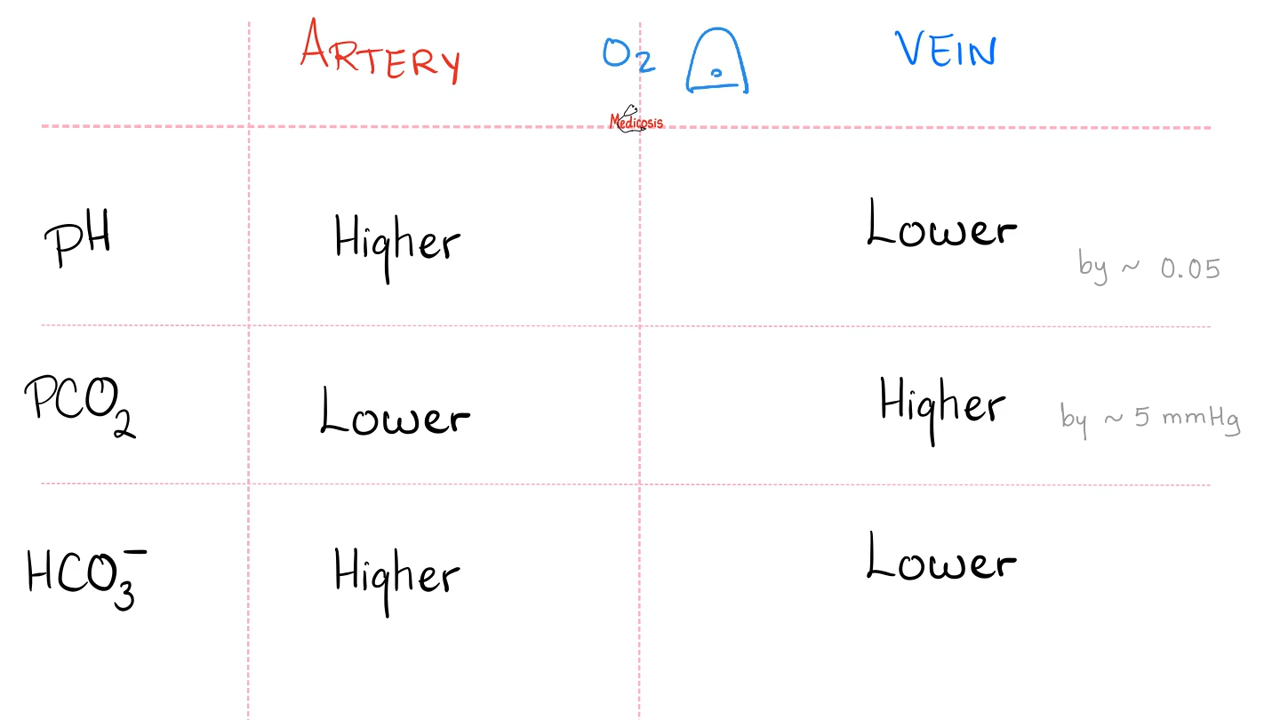 ARTERY O2 VEIN
Medicosis
pH Higher Lower by ~ 0.05
PCO2 Lower Higher by ~ 5 mmHg
HCO3− Higher Lower